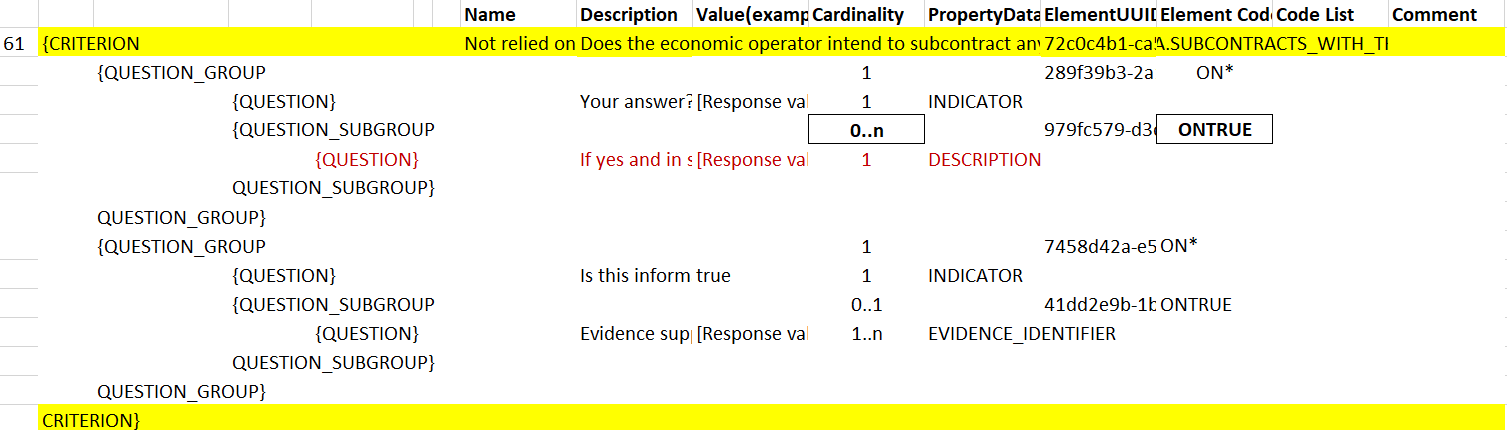 Name Description Value(examp Cardinality PropertyData ElementUUID Element Code Code List Comment
61 {CRITERION Not relied on Does the economic operator intend to subcontract any 72c0c4b1-ca A.SUBCONTRACTS_WITH_TH
{QUESTION_GROUP 1 289f39b3-2a ON*
{QUESTION} Your answer? [Response val 1 INDICATOR
{QUESTION_SUBGROUP 0..n 979fc579-d3 ONTRUE
{QUESTION} If yes and in s [Response val 1 DESCRIPTION
QUESTION_SUBGROUP}
QUESTION_GROUP}
{QUESTION_GROUP 1 7458d42a-e5 ON*
{QUESTION} Is this inform true 1 INDICATOR
{QUESTION_SUBGROUP 0..1 41dd2e9b-1b ONTRUE
{QUESTION} Evidence sup [Response val 1..n EVIDENCE_IDENTIFIER
QUESTION_SUBGROUP}
QUESTION_GROUP}
CRITERION}